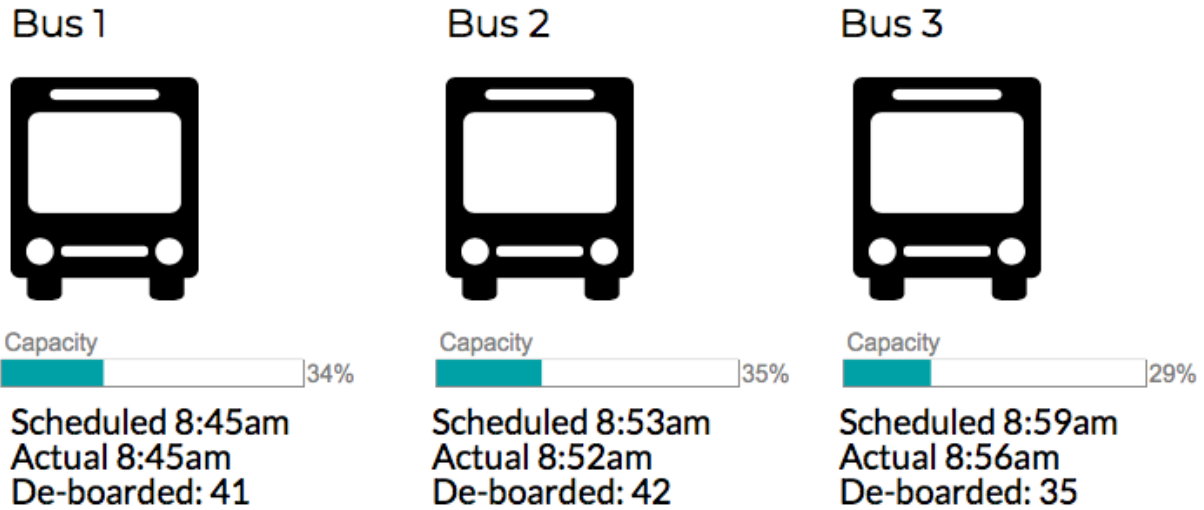 Bus 1
Bus 2
Bus 3
Capacity
34%
Capacity
35%
Capacity
29%
Scheduled 8:45am
Actual 8:45am
De-boarded: 41
Scheduled 8:53am
Actual 8:52am
De-boarded: 42
Scheduled 8:59am
Actual 8:56am
De-boarded: 35